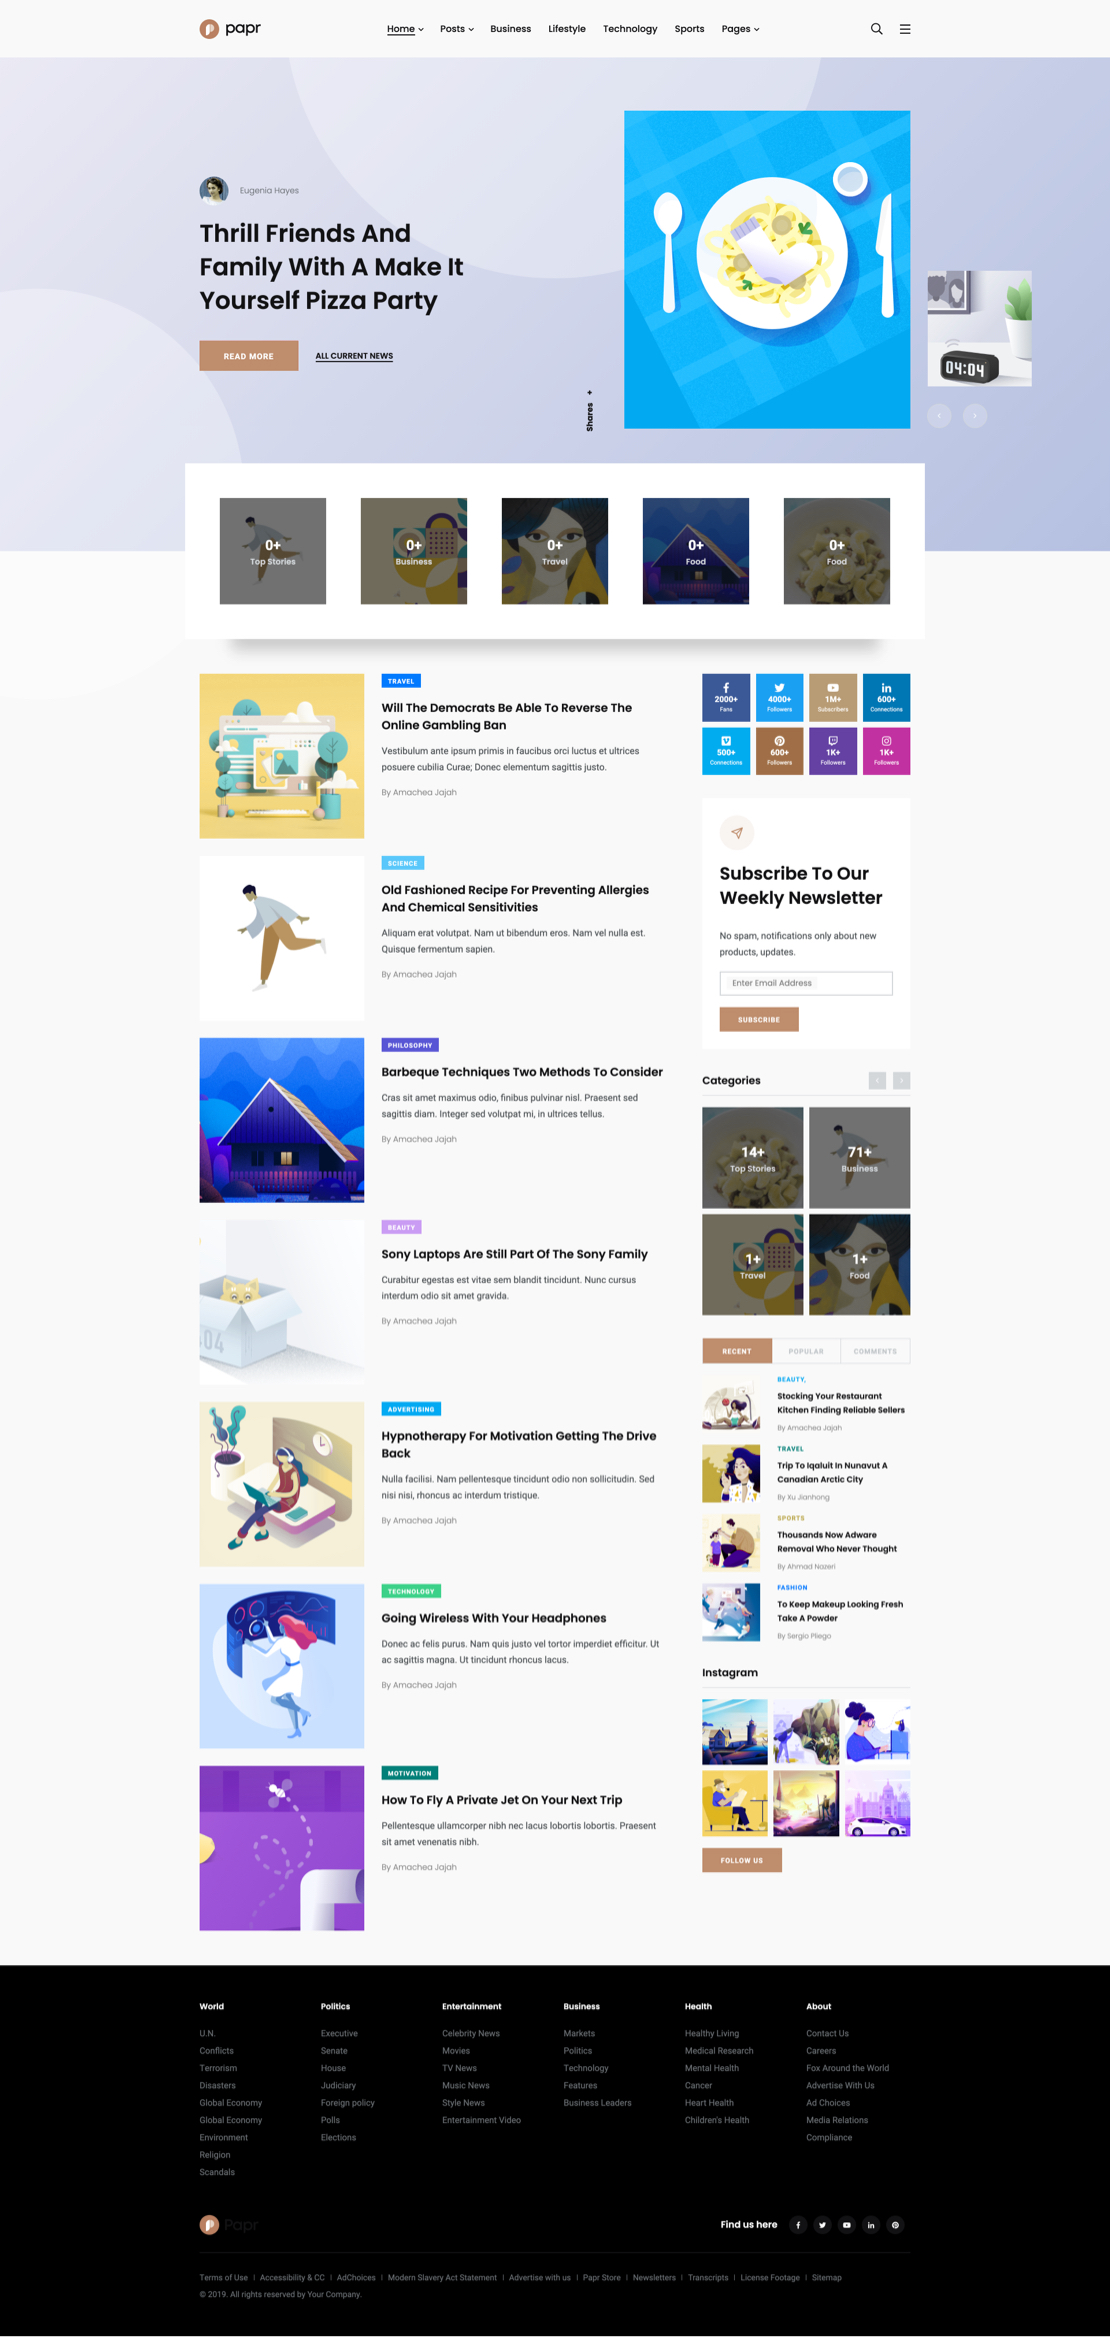 papr
Home
Posts
Business
Lifestyle
Technology
Sports
Pages
Eugenia Hayes
Thrill Friends And
Family With A Make It
Yourself Pizza Party
READ MORE
ALL CURRENT NEWS
Shares +
04:04
0+
Top Stories
0+
Business
0+
Travel
0+
Food
0+
Food
TRAVEL
Will The Democrats Be Able To Reverse The
Online Gambling Ban
Vestibulum ante ipsum primis in faucibus orci luctus et ultrices
posuere cubilia Curae; Donec elementum sagittis justo.
By Amachea Jajah
SCIENCE
Old Fashioned Recipe For Preventing Allergies
And Chemical Sensitivities
Aliquam erat volutpat. Nam ut bibendum eros. Nam vel nulla est.
Quisque fermentum sapien.
By Amachea Jajah
PHILOSOPHY
Barbeque Techniques Two Methods To Consider
Cras sit amet maximus odio, finibus pulvinar nisl. Praesent sed
sagittis diam. Integer sed volutpat mi, in ultrices tellus.
By Amachea Jajah
404
BEAUTY
Sony Laptops Are Still Part Of The Sony Family
Curabitur egestas est vitae sem blandit tincidunt. Nunc cursus
interdum odio sit amet gravida.
By Amachea Jajah
ADVERTISING
Hypnotherapy For Motivation Getting The Drive
Back
Nulla facilisi. Nam pellentesque tincidunt odio non sollicitudin. Sed
nisi nisi, rhoncus ac interdum tristique.
By Amachea Jajah
TECHNOLOGY
Going Wireless With Your Headphones
Donec ac felis purus. Nam quis justo vel tortor imperdiet efficitur. Ut
ac sagittis magna. Ut tincidunt rhoncus lacus.
By Amachea Jajah
MOTIVATION
How To Fly A Private Jet On Your Next Trip
Pellentesque ullamcorper nibh nec lacus lobortis lobortis. Praesent
sit amet venenatis nibh.
By Amachea Jajah
2000+
Fans
4000+
Followers
1M+
Subscribers
600+
Connections
500+
Connections
600+
Followers
1K+
Followers
1K+
Followers
Subscribe To Our
Weekly Newsletter
No spam, notifications only about new
products, updates.
Enter Email Address
SUBSCRIBE
Categories
14+
Top Stories
71+
Business
1+
Travel
1+
Food
RECENT
POPULAR
COMMENTS
BEAUTY,
Stocking Your Restaurant
Kitchen Finding Reliable Sellers
By Amachea Jajah
TRAVEL
Trip To Iqaluit In Nunavut A
Canadian Arctic City
By Xu Jianhong
SPORTS
Thousands Now Adware
Removal Who Never Thought
By Ahmad Nazeri
FASHION
To Keep Makeup Looking Fresh
Take A Powder
By Sergio Pliego
Instagram
FOLLOW US
World
U.N.
Conflicts
Terrorism
Disasters
Global Economy
Global Economy
Environment
Religion
Scandals
Politics
Executive
Senate
House
Judiciary
Foreign policy
Polls
Elections
Entertainment
Celebrity News
Movies
TV News
Music News
Style News
Entertainment Video
Business
Markets
Politics
Technology
Features
Business Leaders
Health
Healthy Living
Medical Research
Mental Health
Cancer
Heart Health
Children's Health
About
Contact Us
Careers
Fox Around the World
Advertise With Us
Ad Choices
Media Relations
Compliance
Papr
Find us here
Terms of Use | Accessibility & CC | AdChoices | Modern Slavery Act Statement | Advertise with us | Papr Store | Newsletters | Transcripts | License Footage | Sitemap
© 2019. All rights reserved by Your Company.